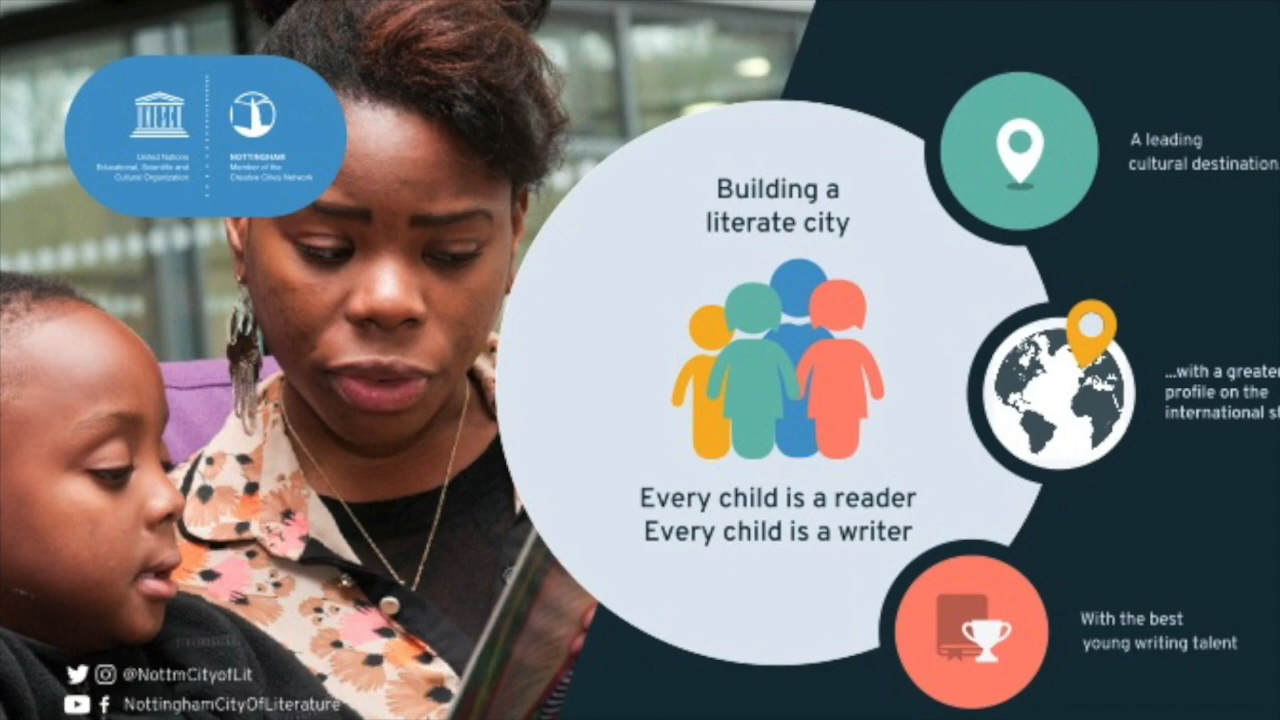 United Nations
Educational, Scientific and
Cultural Organization
NOTTINGHAM
Member of the
Creative Cities Network
Building a
literate city
Every child is a reader
Every child is a writer
A leading
cultural destination
...with a greater
profile on the
international
With the best
young writing talent
@NottmCityofLit
NottinghamCityOfLiterature